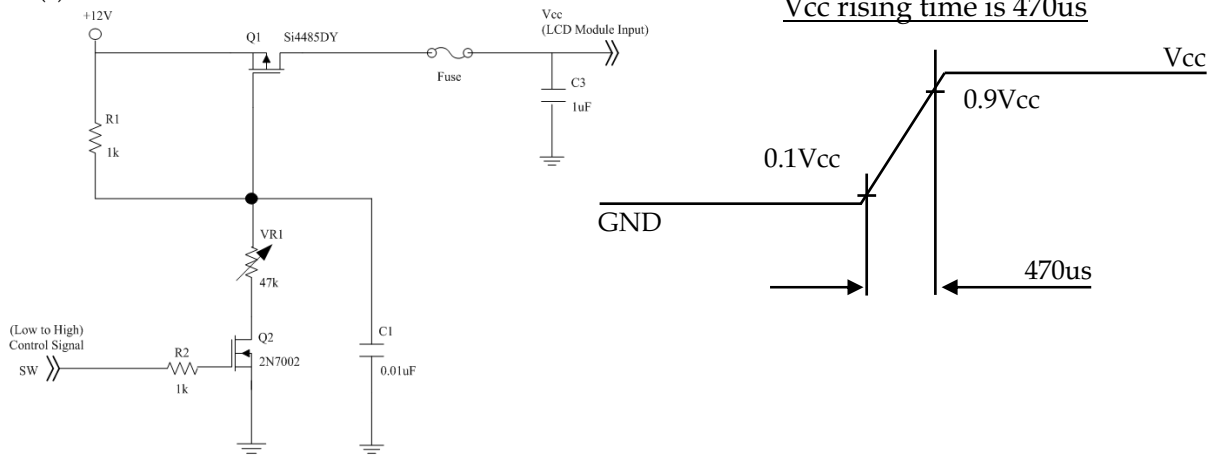 +12V
Q1
Si4485DY
Vcc
(LCD Module Input)
Fuse
C3
1uF
R1
1k
VR1
47k
(Low to High)
Control Signal
SW
R2
1k
Q2
2N7002
C1
0.01uF
Vcc rising time is 470us
Vcc
0.9Vcc
0.1Vcc
GND
470us